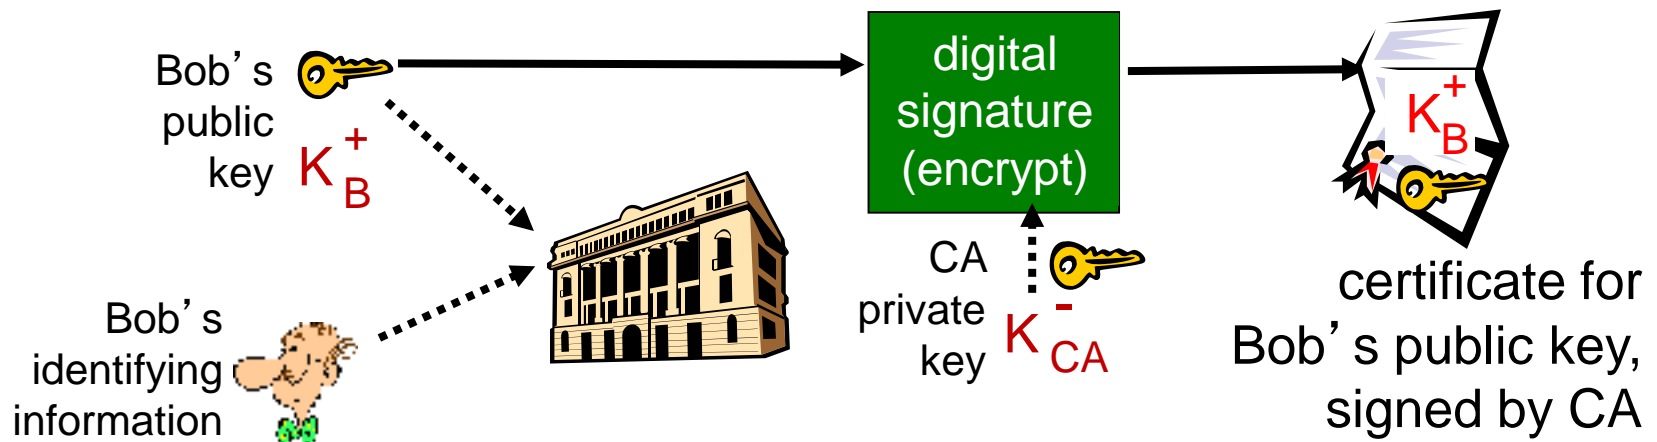 Bob's
public
key
K+B
digital
signature
(encrypt)
K+B
Bob's
identifying
information
CA
private
key
K-CA
certificate for
Bob's public key,
signed by CA